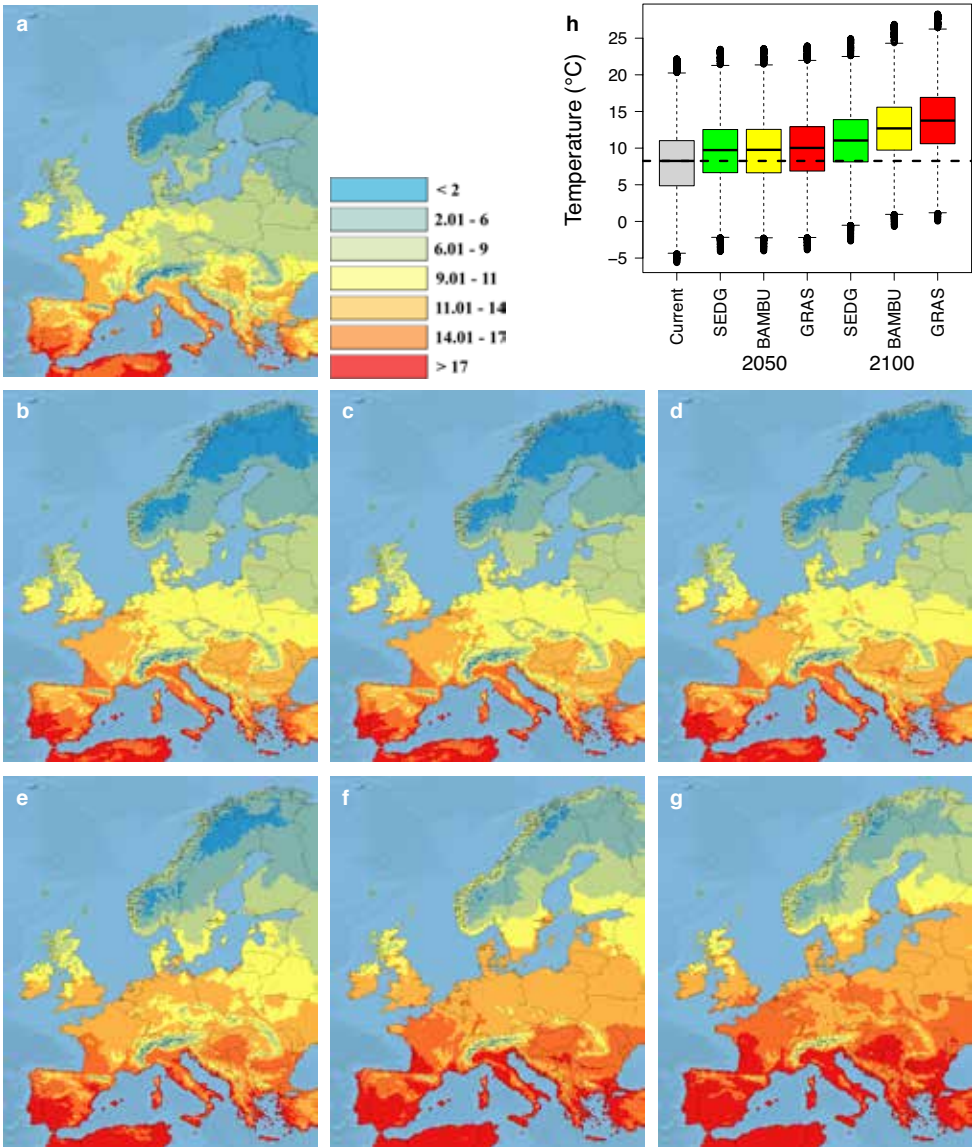 a
< 2
2.01 - 6
6.01 - 9
9.01 - 11
11.01 - 14
14.01 - 17
> 17
h
Temperature (°C)
25
20
15
10
5
0
−5
Current
SEDG
BAMBU
GRAS
SEDG
BAMBU
GRAS
2050
2100
b
c
d
e
f
g